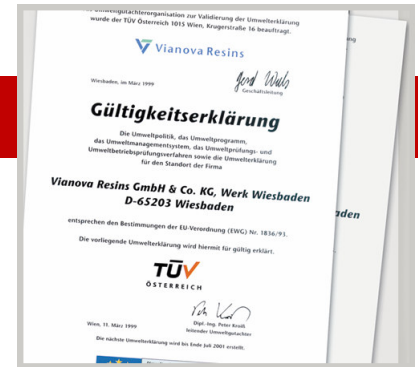 Umweltgutachterorganisation zur Validierung der Umwelterklärung
wurde der TÜV Österreich 1015 Wien, Krugerstraße 16 beauftragt.
Vianova Resins
Wiesbaden, im März 1999
Geschäftsleitung
Gültigkeitserklärung
Die Umweltpolitik, das Umweltprogramm,
das Umweltmanagementsystem, das Umweltprüfungs- und
Umweltbetriebsprüfungsverfahren sowie die Umwelterklärung
für den Standort der Firma
Vianova Resins GmbH & Co. KG, Werk Wiesbaden
D-65203 Wiesbaden
aden
entsprechen den Bestimmungen der EU-Verordnung (EWG) Nr. 1836/93.
Die vorliegende Umwelterklärung wird hiermit für gültig erklärt.
TÜV
ÖSTERREICH
Wien, 11. März 1999
Dipl.-Ing. Peter Kroiß
leitender Umweltgutachter
Die nächste Umwelterklärung wird bis Ende Juli 2001 erstellt.